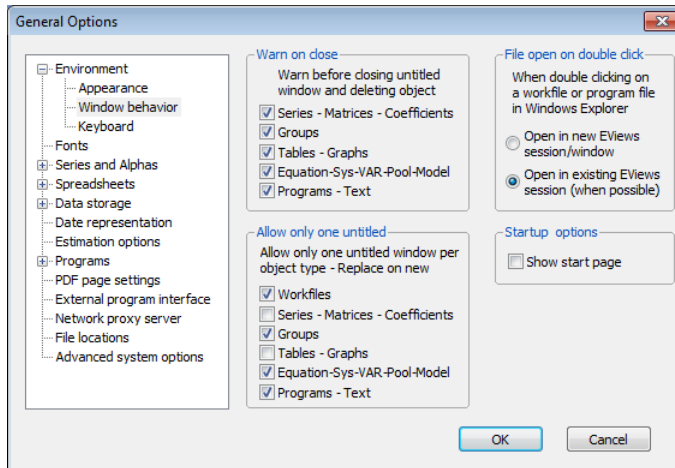 General Options
Environment
Appearance
Window behavior
Keyboard
Fonts
Series and Alphas
Spreadsheets
Data storage
Date representation
Estimation options
Programs
PDF page settings
External program interface
Network proxy server
File locations
Advanced system options
Warn on close
Warn before closing untitled
window and deleting object
Series - Matrices - Coefficients
Groups
Tables - Graphs
Equation-Sys-VAR-Pool-Model
Programs - Text
Allow only one untitled
Allow only one untitled window per
object type - Replace on new
Workfiles
Series - Matrices - Coefficients
Groups
Tables - Graphs
Equation-Sys-VAR-Pool-Model
Programs - Text
File open on double click
When double clicking on
a workfile or program file
in Windows Explorer
Open in new EViews
session/window
Open in existing EViews
session (when possible)
Startup options
Show start page
OK
Cancel